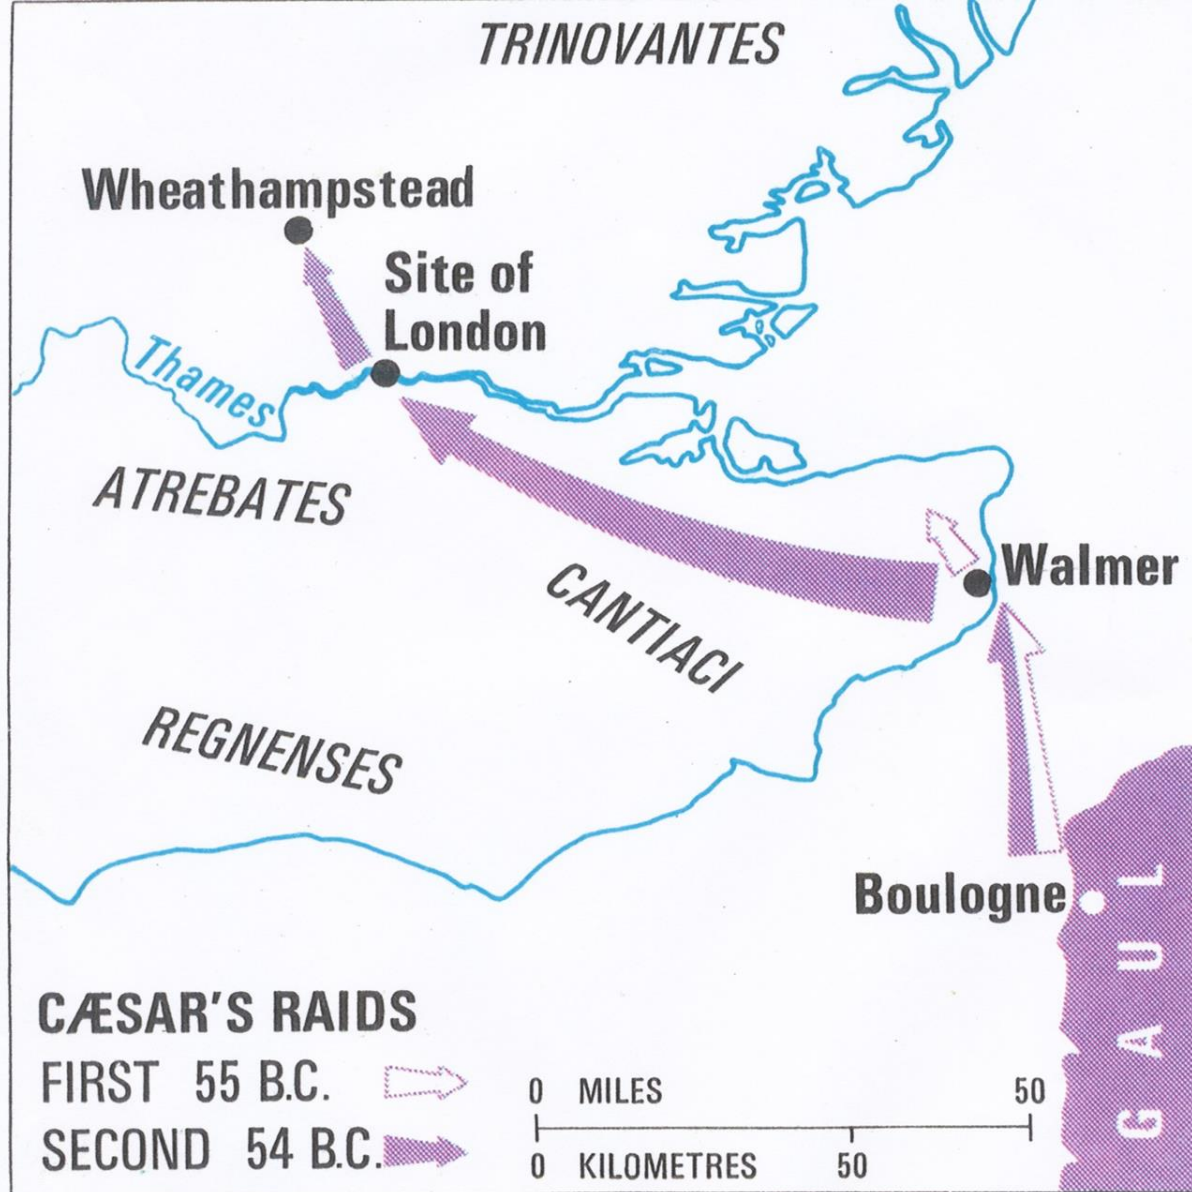 TRINOVANTES
Wheathampstead
Site of
London
Thames
ATREBATES
CANTIACI
Walmer
REGNENSES
Boulogne
GAUL
CÆSAR'S RAIDS
FIRST 55 B.C.
SECOND 54 B.C.
0 MILES 50
0 KILOMETRES 50